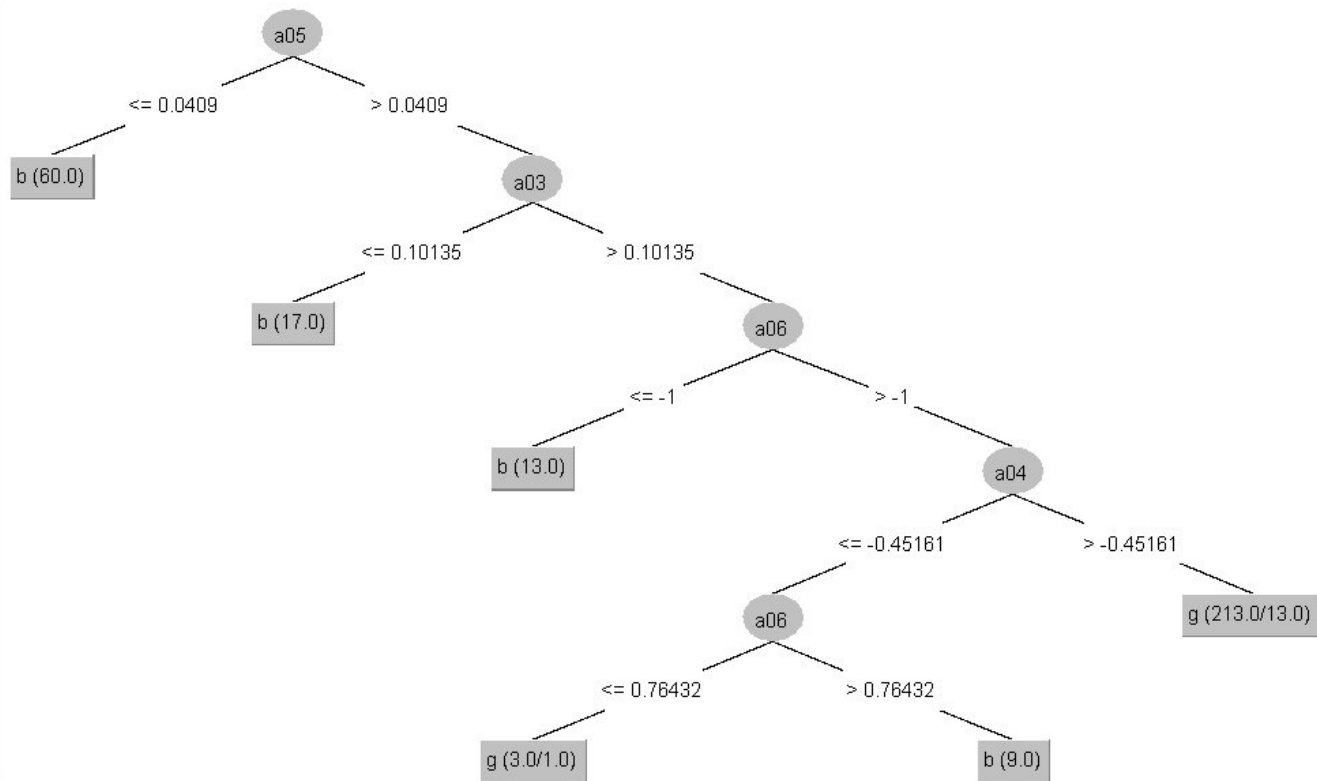 a05
<= 0.0409
> 0.0409
b (60.0)
a03
<= 0.10135
> 0.10135
b (17.0)
a06
<= -1
> -1
b (13.0)
a04
<= -0.45161
> -0.45161
a06
g (213.0/13.0)
<= 0.76432
> 0.76432
g (3.0/1.0)
b (9.0)